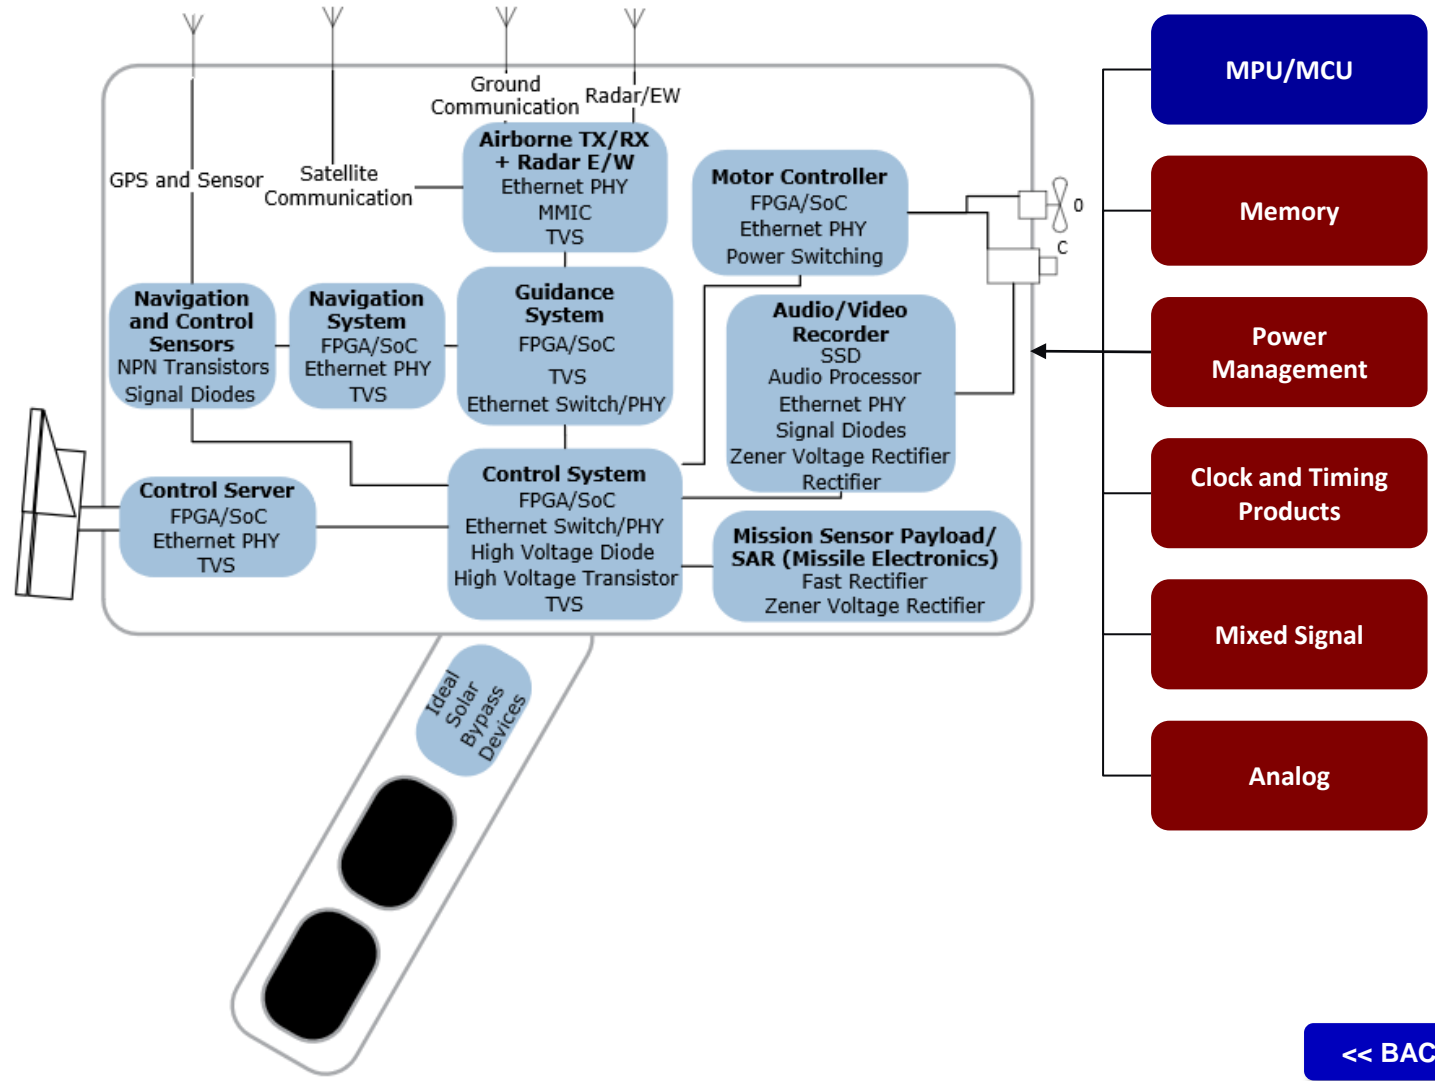 Ground
Communication
Radar/EW
GPS and Sensor
Satellite
Communication
Airborne TX/RX
+ Radar E/W
Ethernet PHY
MMIC
TVS
Motor Controller
FPGA/SoC
Ethernet PHY
Power Switching
0
C
Navigation
and Control
Sensors
NPN Transistors
Signal Diodes
Navigation
System
FPGA/SoC
Ethernet PHY
TVS
Guidance
System
FPGA/SoC
TVS
Ethernet Switch/PHY
Audio/Video
Recorder
SSD
Audio Processor
Ethernet PHY
Signal Diodes
Zener Voltage Rectifier
Rectifier
Control Server
FPGA/SoC
Ethernet PHY
TVS
Control System
FPGA/SoC
Ethernet Switch/PHY
High Voltage Diode
High Voltage Transistor
TVS
Mission Sensor Payload/
SAR (Missile Electronics)
Fast Rectifier
Zener Voltage Rectifier
Ideal
Solar
Bypass
Devices
MPU/MCU
Memory
Power
Management
Clock and Timing
Products
Mixed Signal
Analog
<< BAC